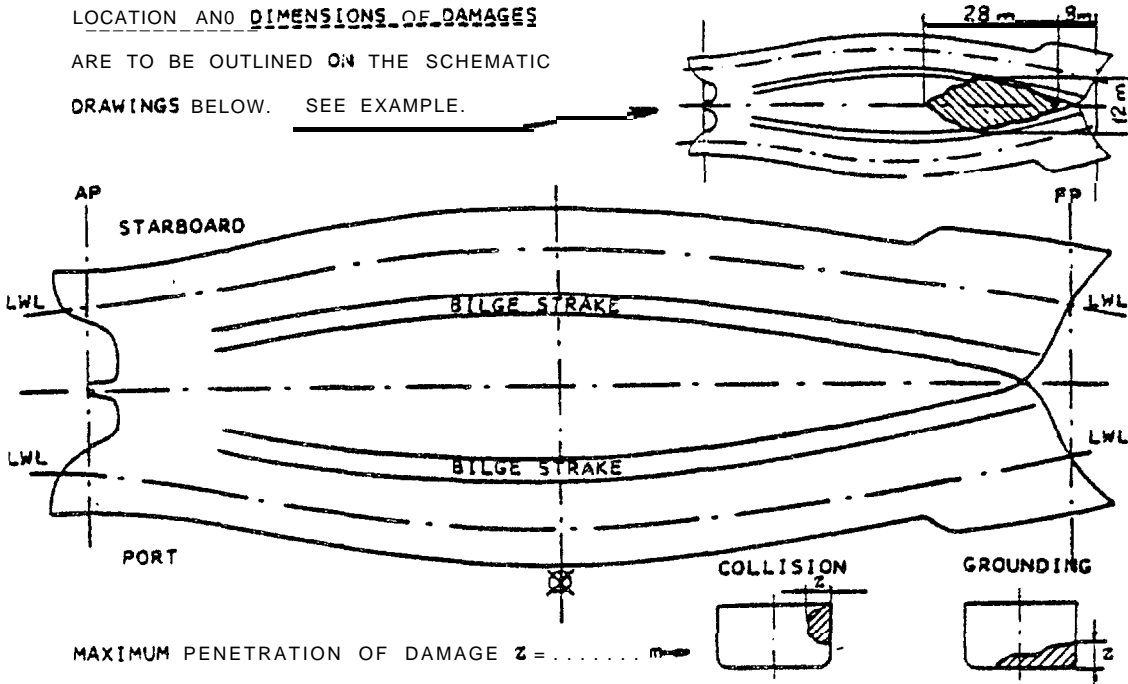 LOCATION AN0 DIMENSIONS OF DAMAGES
ARE TO BE OUTLINED ON THE SCHEMATIC
DRAWINGS BELOW. SEE EXAMPLE.
28 m 9m
12 m
AP FP
STARBOARD
LWL BILGE STRAKE LWL
LWL BILGE STRAKE LWL
PORT
COLLISION GROUNDING
z
z
MAXIMUM PENETRATION OF DAMAGE z = ....... m